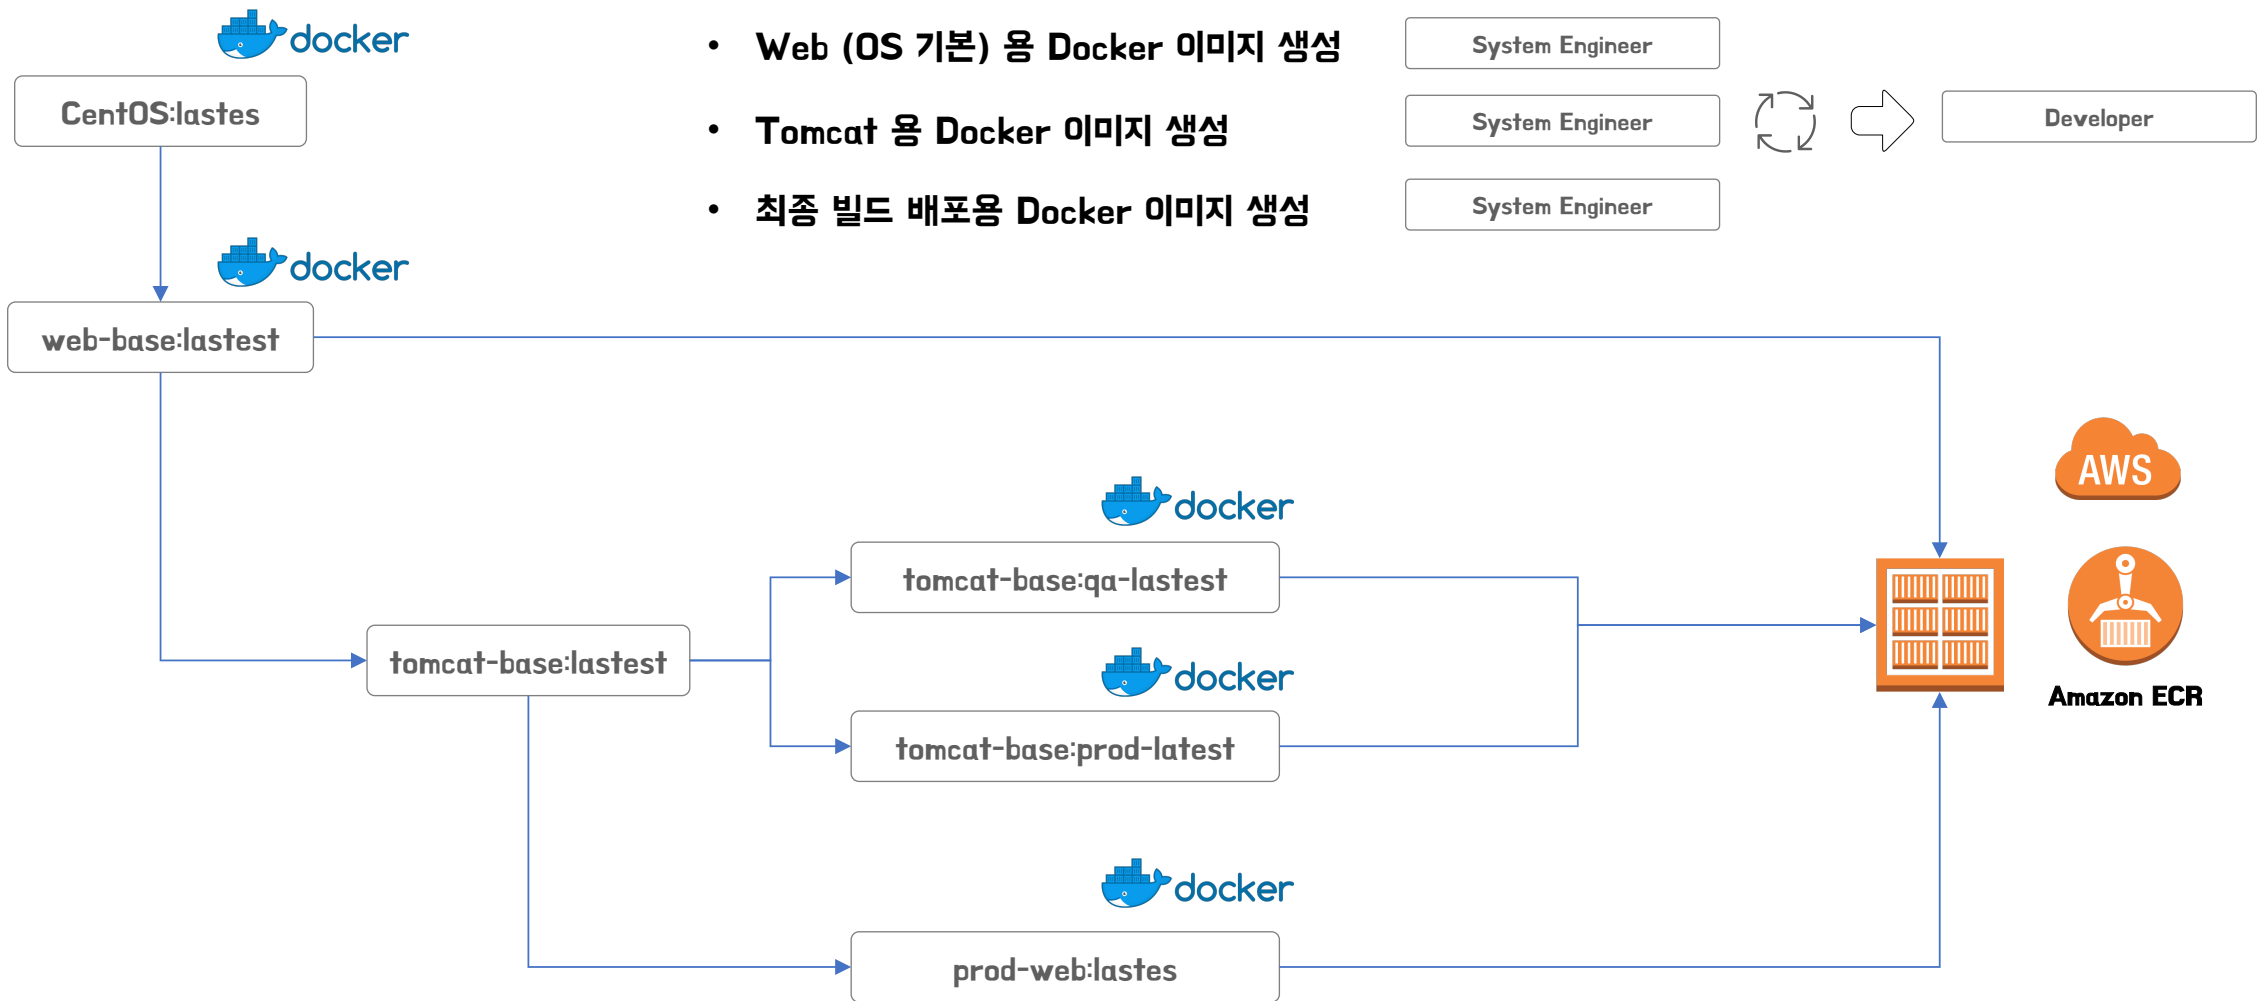 docker
• Web (OS 기본) 용 Docker 이미지 생성
System Engineer
CentOS:lastes
• Tomcat 용 Docker 이미지 생성
System Engineer
Developer
• 최종 빌드 배포용 Docker 이미지 생성
System Engineer
docker
web-base:lastest
AWS
docker
tomcat-base:qa-lastest
tomcat-base:lastest
docker
Amazon ECR
tomcat-base:prod-latest
docker
prod-web:lastes